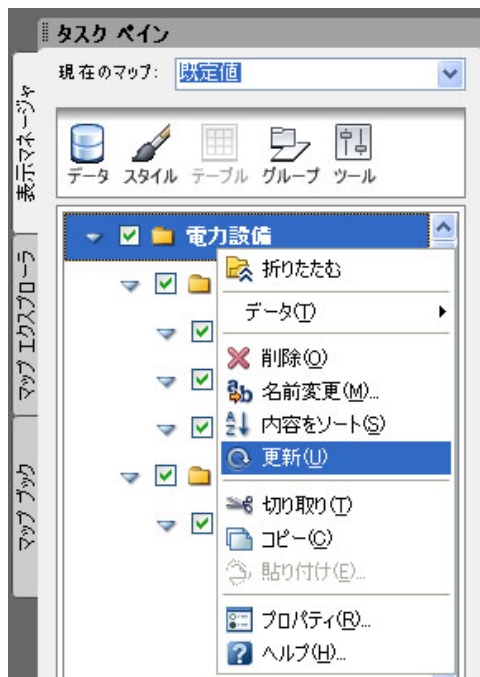 タスク ペイン
現在のマップ: 既定値
表示マネージャ
マップ エクスプローラ
マップ ブック
データ スタイル テーブル グループ ツール
電力設備
折りたたむ
データ(T)
削除(O)
名前変更(M)...
内容をソート(S)
更新(U)
切り取り(T)
コピー(C)
貼り付け(E)...
プロパティ(R)...
ヘルプ(H)...